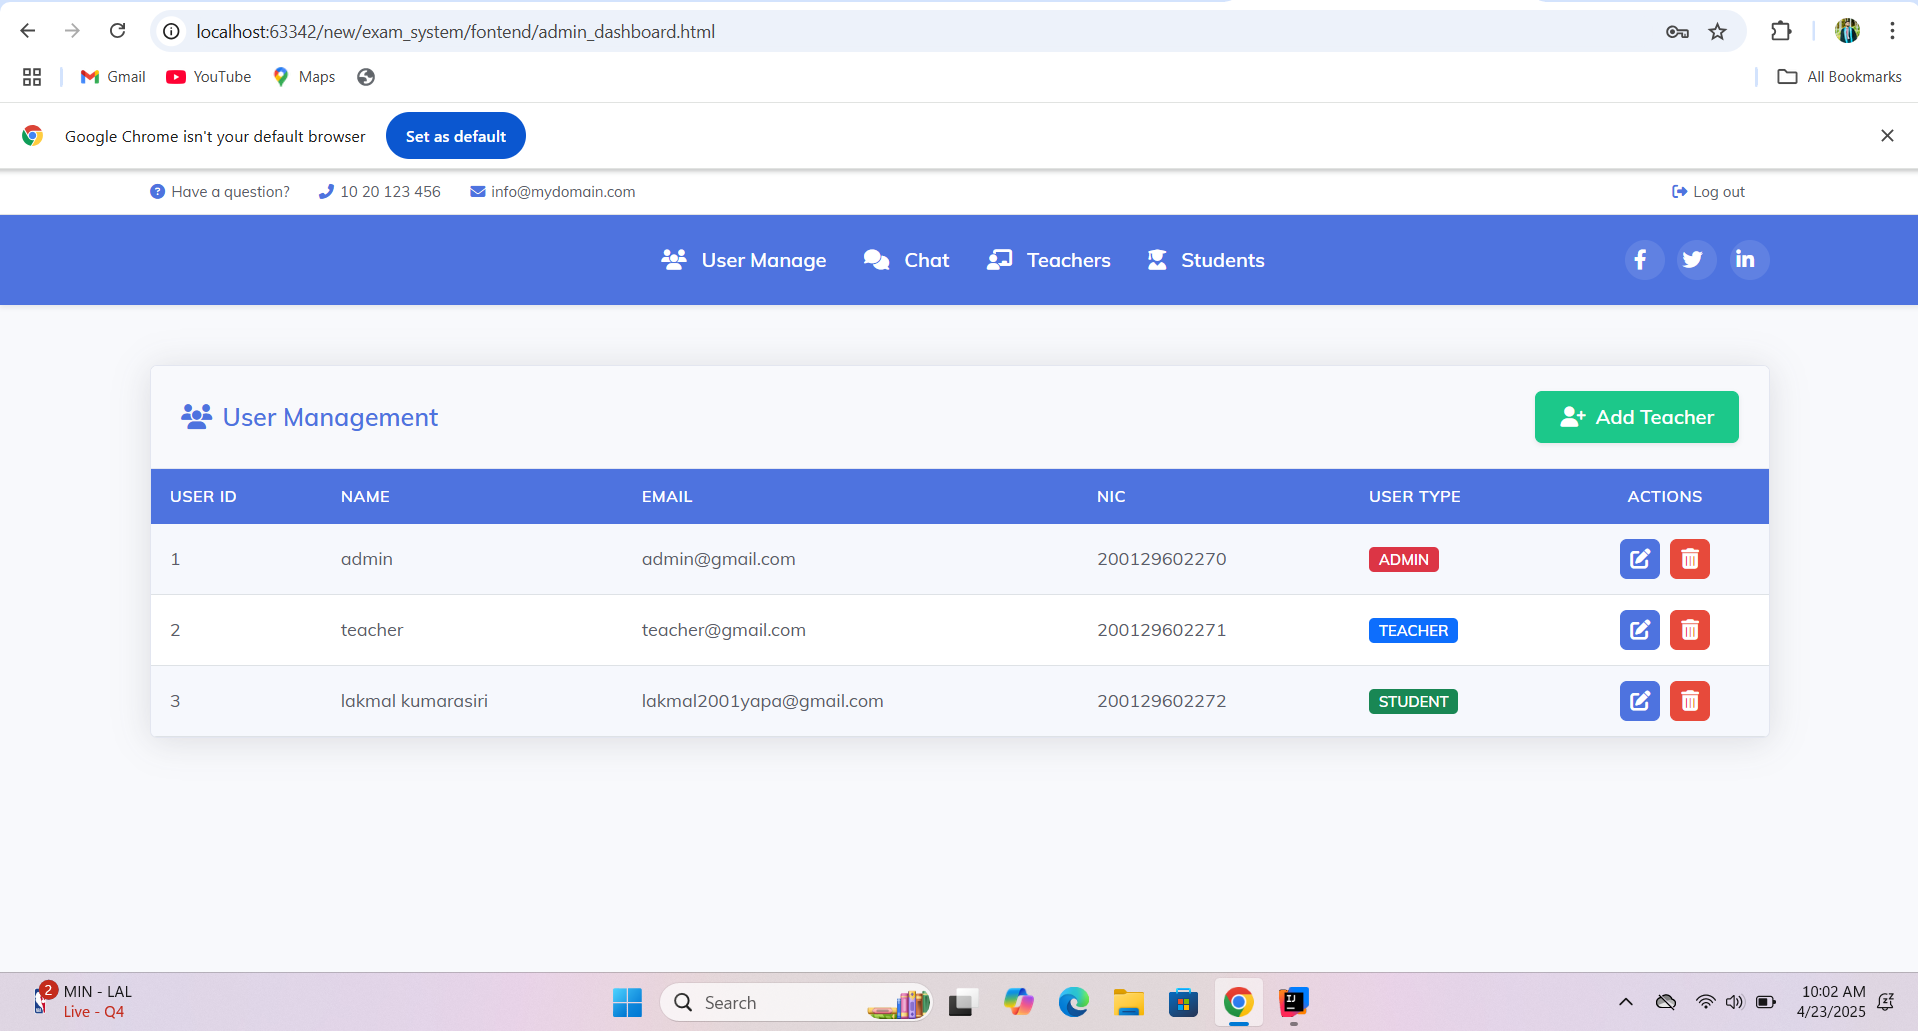 localhost:63342/new/exam_system/fontend/admin_dashboard.html
Gmail YouTube Maps All Bookmarks
Google Chrome isn't your default browser Set as default
Have a question? 10 20 123 456 info@mydomain.com Log out
User Manage Chat Teachers Students
User Management Add Teacher
USER ID NAME EMAIL NIC USER TYPE ACTIONS
1 admin admin@gmail.com 200129602270 ADMIN
2 teacher teacher@gmail.com 200129602271 TEACHER
3 lakmal kumarasiri lakmal2001yapa@gmail.com 200129602272 STUDENT
2 MIN - LAL
Live - Q4
Search
10:02 AM
4/23/2025